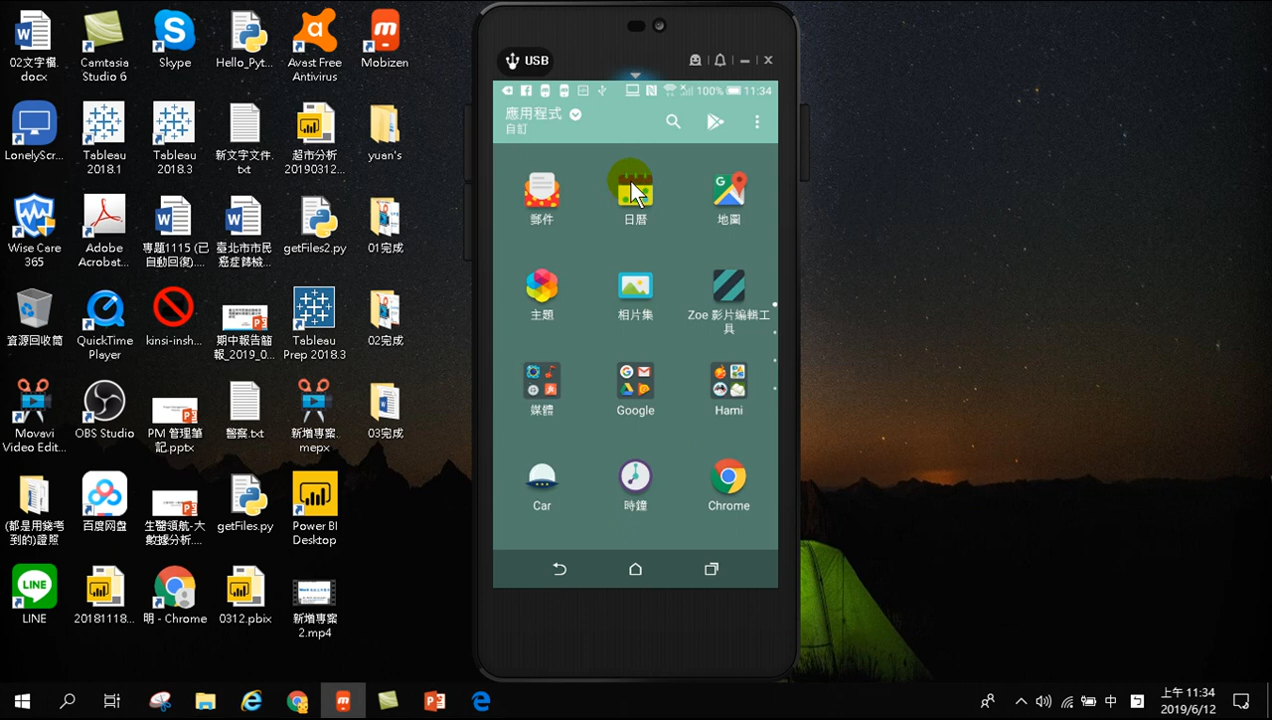 02文字檔.
docx
Camtasia
Studio 6
Skype
Hello_Pyt...
Avast Free
Antivirus
Mobizen
LonelyScr...
Tableau
2018.1
Tableau
2018.3
新文字文件.
txt
超市分析
20190312...
yuan's
Wise Care
365
Adobe
Acrobat...
專題1115 (已
自動回復)....
臺北市市民
癌症篩檢...
getFiles2.py
01完成
資源回收筒
QuickTime
Player
kinsi-insh...
期中報告簡
報_2019_0...
Tableau
Prep 2018.3
02完成
Movavi
Video Edit...
OBS Studio
PM 管理筆
記.pptx
警察.txt
新增專案.
mepx
03完成
(都是用錢考
到的)證照
百度网盘
生醫領航-大
數據分析....
getFiles.py
Power BI
Desktop
LINE
20181118...
明 - Chrome
0312.pbix
新增專案
2.mp4
USB
100%
11:34
應用程式
自訂
郵件
日曆
地圖
主題
相片集
Zoe 影片編輯工
具
媒體
Google
Hami
Car
時鐘
Chrome
中
上午 11:34
2019/6/12